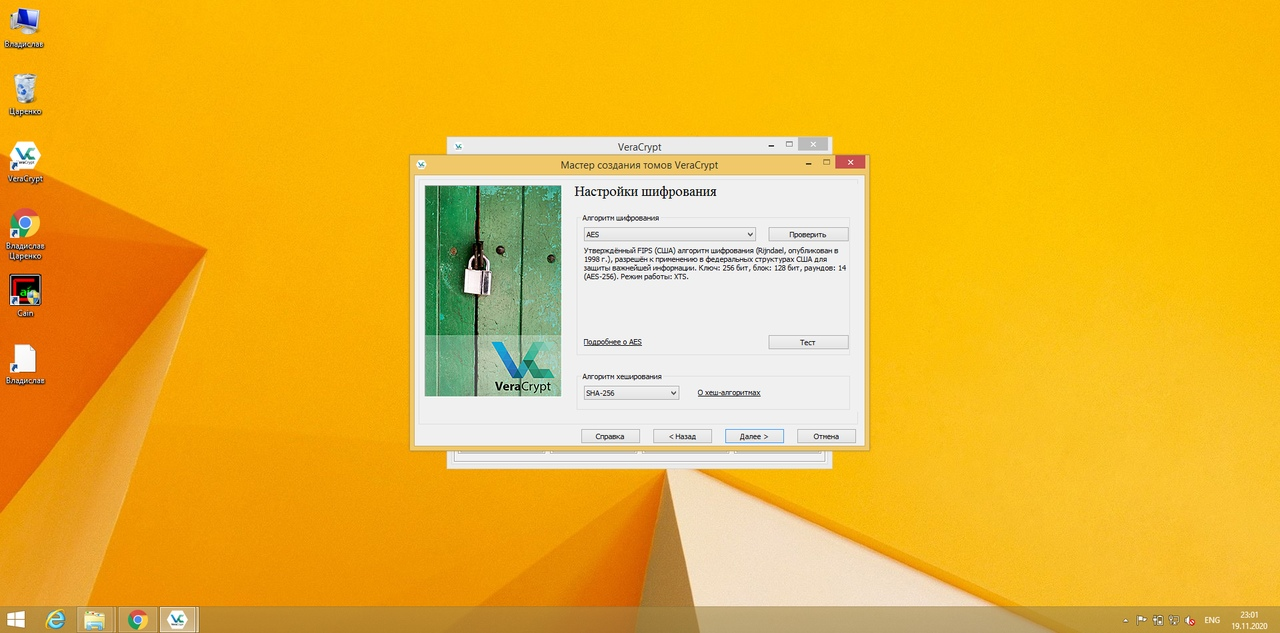 Владислав
Царенко
VeraCrypt
Владислав
Царенко
Cain
Владислав
VeraCrypt
Мастер создания томов VeraCrypt
Настройки шифрования
Алгоритм шифрования
AES
Проверить
Утверждённый FIPS (США) алгоритм шифрования (Rijndael, опубликован в
1998 г.), разрешён к применению в федеральных структурах США для
защиты важнейшей информации. Ключ: 256 бит, блок: 128 бит, раундов: 14
(AES-256). Режим работы: XTS.
Подробнее о AES
Тест
VeraCrypt
Алгоритм хеширования
SHA-256
О хеш-алгоритмах
Справка
< Назад
Далее >
Отмена
ENG
23:01
19.11.2020